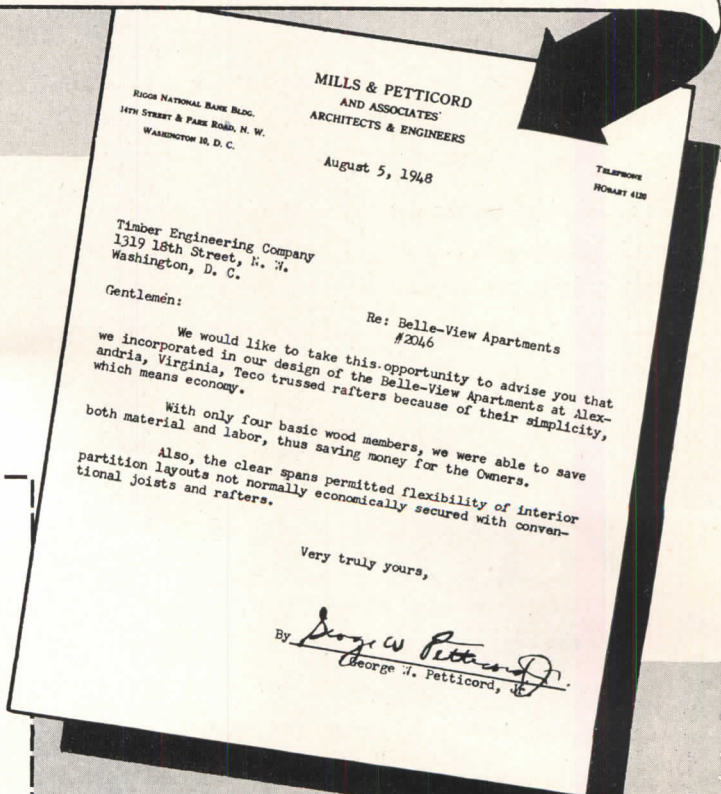 MILLS & PETTICORD
AND ASSOCIATES
ARCHITECTS & ENGINEERS
RIGGS NATIONAL BANK BLDG.
14TH STREET & PARK ROAD, N. W.
WASHINGTON 10, D. C.
TELEPHONE
HOBART 4120
August 5, 1948
Timber Engineering Company
1319 18th Street, N. W.
Washington, D. C.
Gentlemen:
Re: Belle-View Apartments
#2046
We would like to take this opportunity to advise you that
we incorporated in our design of the Belle-View Apartments at Alex-
andria, Virginia, Teco trussed rafters because of their simplicity,
which means economy.
With only four basic wood members, we were able to save
both material and labor, thus saving money for the Owners.
Also, the clear spans permitted flexibility of interior
partition layouts not normally economically secured with conven-
tional joists and rafters.
Very truly yours,
By George W Petticord Jr.
George W. Petticord, Jr.